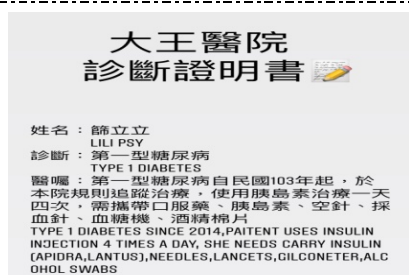 大王醫院
診斷證明書📝
姓名：篩立立
LILI PSY
診斷：第一型糖尿病
TYPE 1 DIABETES
醫囑：第一型糖尿病自民國103年起，於
本院規則追蹤治療，使用胰島素治療一天
四次，需攜帶口服藥、胰島素、空針、採
血針、血糖機、酒精棉片
TYPE 1 DIABETES SINCE 2014,PAITENT USES INSULIN
INJECTION 4 TIMES A DAY, SHE NEEDS CARRY INSULIN
(APIDRA,LANTUS),NEEDLES,LANCETS,GILCONETER,ALC
OHOL SWABS